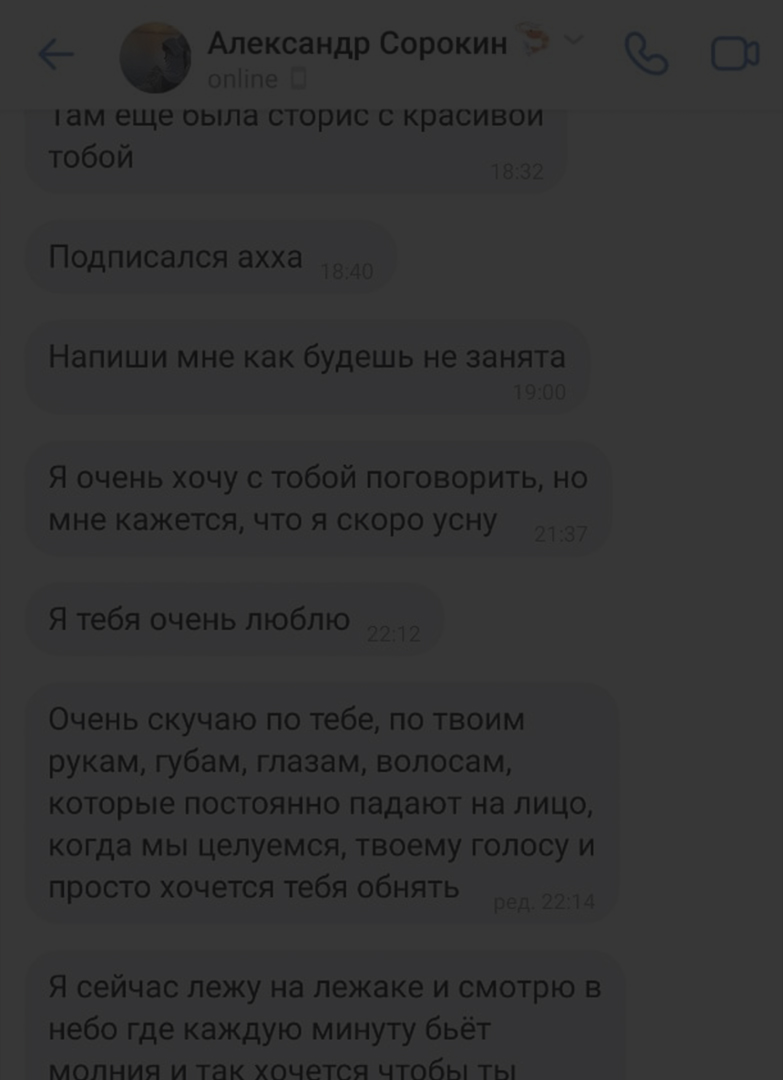 Александр Сорокин
online
Там еще была сторис с красивой
тобой
18:32
Подписался ахха 18:40
Напиши мне как будешь не занята
19:00
Я очень хочу с тобой поговорить, но
мне кажется, что я скоро усну 21:37
Я тебя очень люблю 22:12
Очень скучаю по тебе, по твоим
рукам, губам, глазам, волосам,
которые постоянно падают на лицо,
когда мы целуемся, твоему голосу и
просто хочется тебя обнять ред. 22:14
Я сейчас лежу на лежаке и смотрю в
небо где каждую минуту бьёт
молния и так хочется чтобы ты